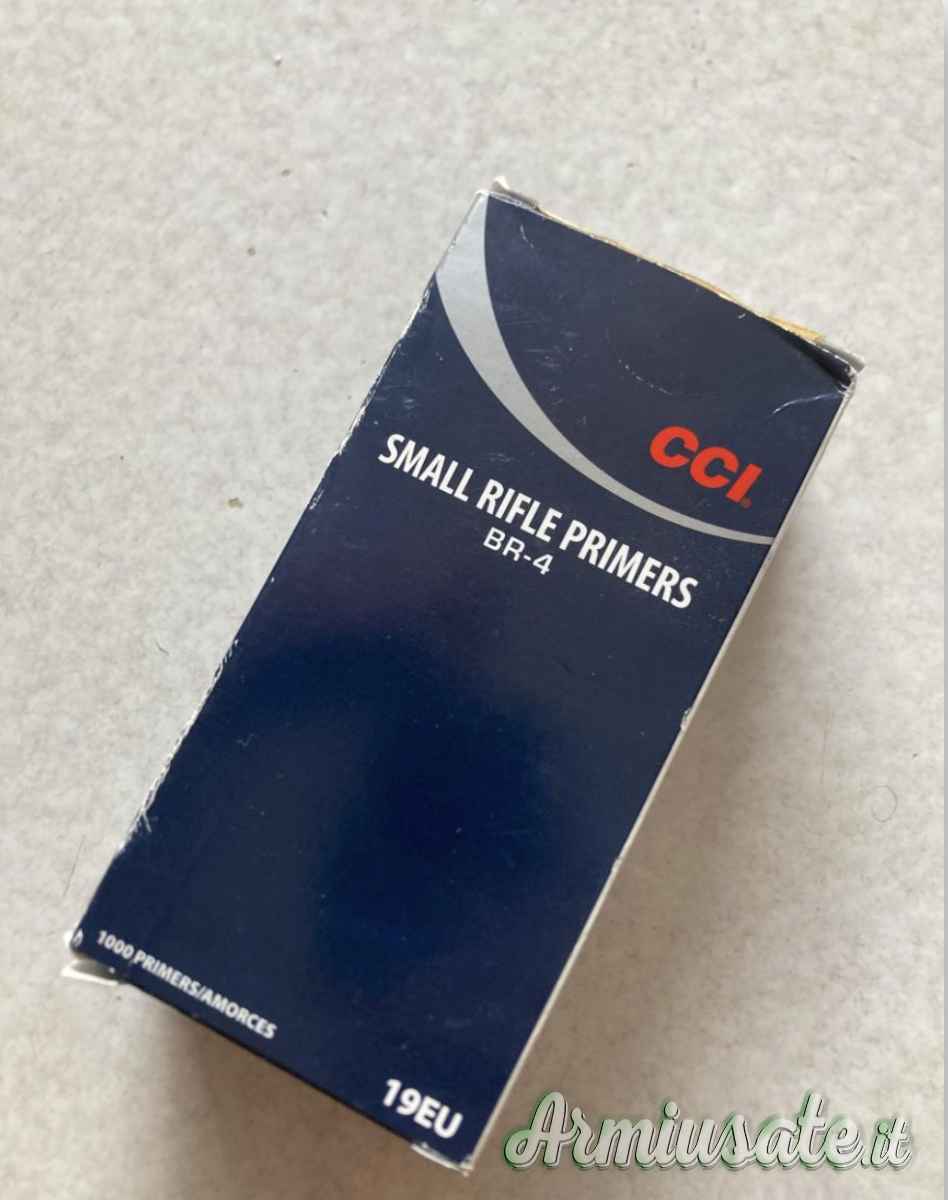 CCI
SMALL RIFLE PRIMERS
BR-4
1000 PRIMERS/AMORCES
19EU
Armiusate.it